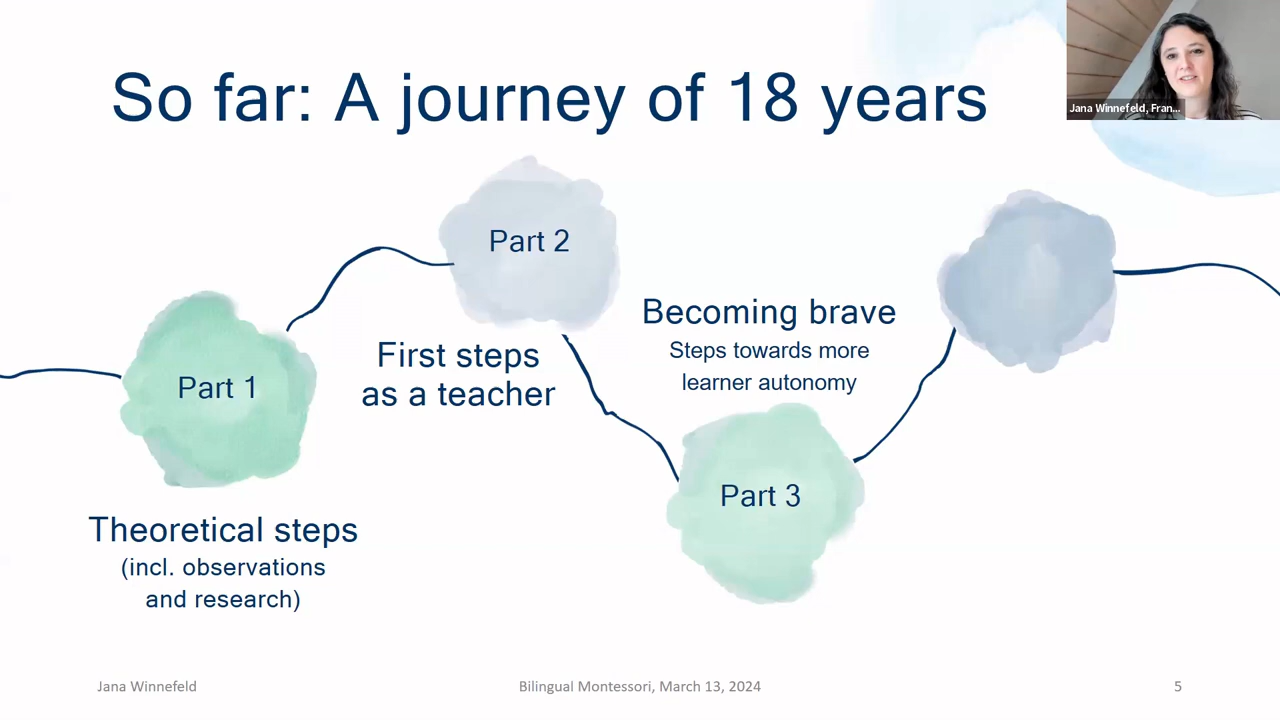 So far: A journey of 18 years
Jana Winnefeld, Fran...
Part 1
Theoretical steps
(incl. observations
and research)
Part 2
First steps
as a teacher
Becoming brave
Steps towards more
learner autonomy
Part 3
Jana Winnefeld
Bilingual Montessori, March 13, 2024
5